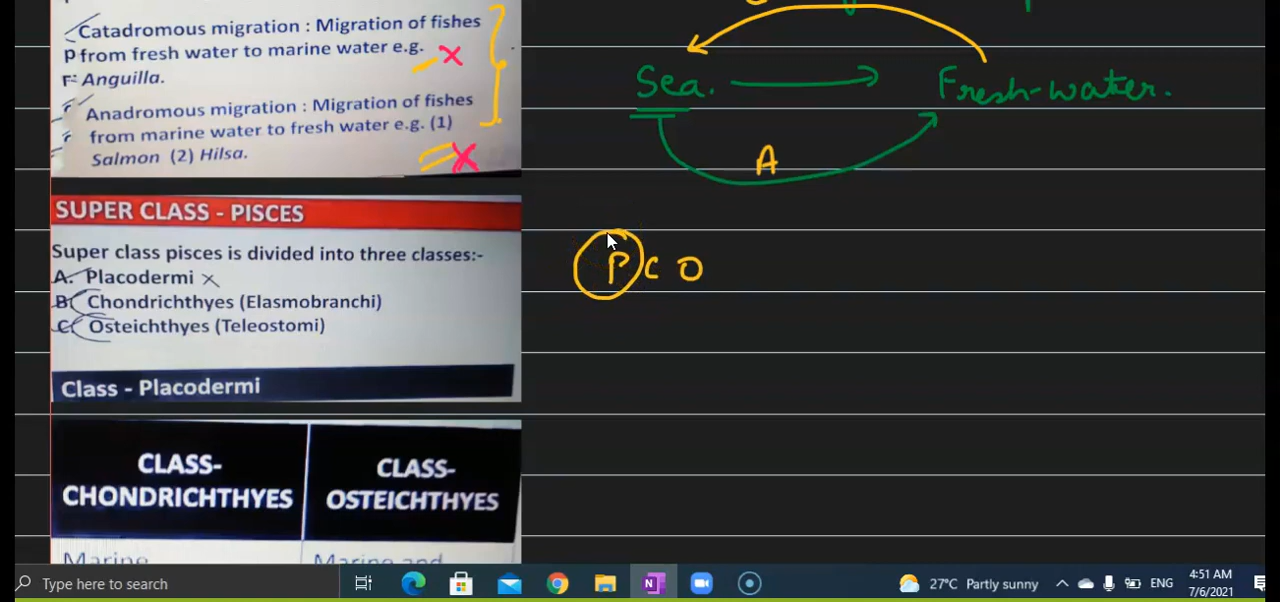 Catadromous migration : Migration of fishes
from fresh water to marine water e.g.
Anguilla.
Anadromous migration : Migration of fishes
from marine water to fresh water e.g. (1)
Salmon (2) Hilsa.
SUPER CLASS - PISCES
Super class pisces is divided into three classes:-
A. Placodermi ×
B. Chondrichthyes (Elasmobranchi)
C. Osteichthyes (Teleostomi)
Class - Placodermi
CLASS-
CHONDRICHTHYES
CLASS-
OSTEICHTHYES
Marine
Marine and
Sea. Fresh-water.
A
P C O
Type here to search
27°C Partly sunny
ENG
4:51 AM
7/6/2021